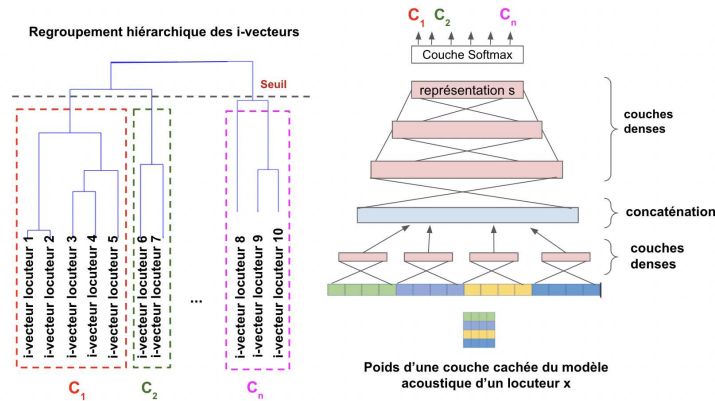 Regroupement hiérarchique des i-vecteurs
Seuil
i-vecteur locuteur 1
i-vecteur locuteur 2
i-vecteur locuteur 3
i-vecteur locuteur 4
i-vecteur locuteur 5
i-vecteur locuteur 6
i-vecteur locuteur 7
...
i-vecteur locuteur 8
i-vecteur locuteur 9
i-vecteur locuteur 10
C1
C2
Cn
C1 C2 Cn
Couche Softmax
représentation s
couches
denses
concaténation
couches
denses
Poids d'une couche cachée du modèle
acoustique d'un locuteur x